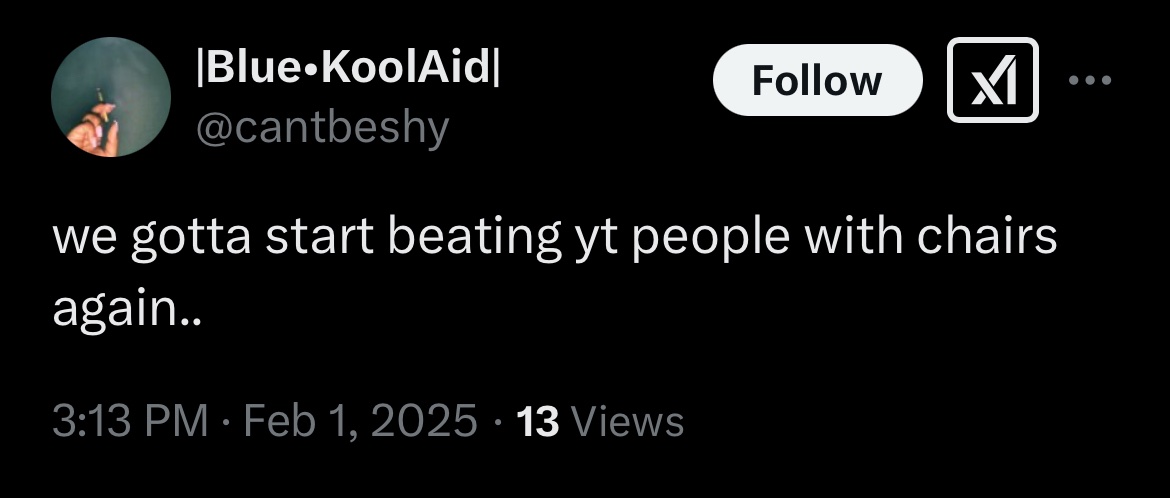 |Blue•KoolAid|
Follow
@cantbeshy
we gotta start beating yt people with chairs
again..
3:13 PM · Feb 1, 2025 · 13 Views